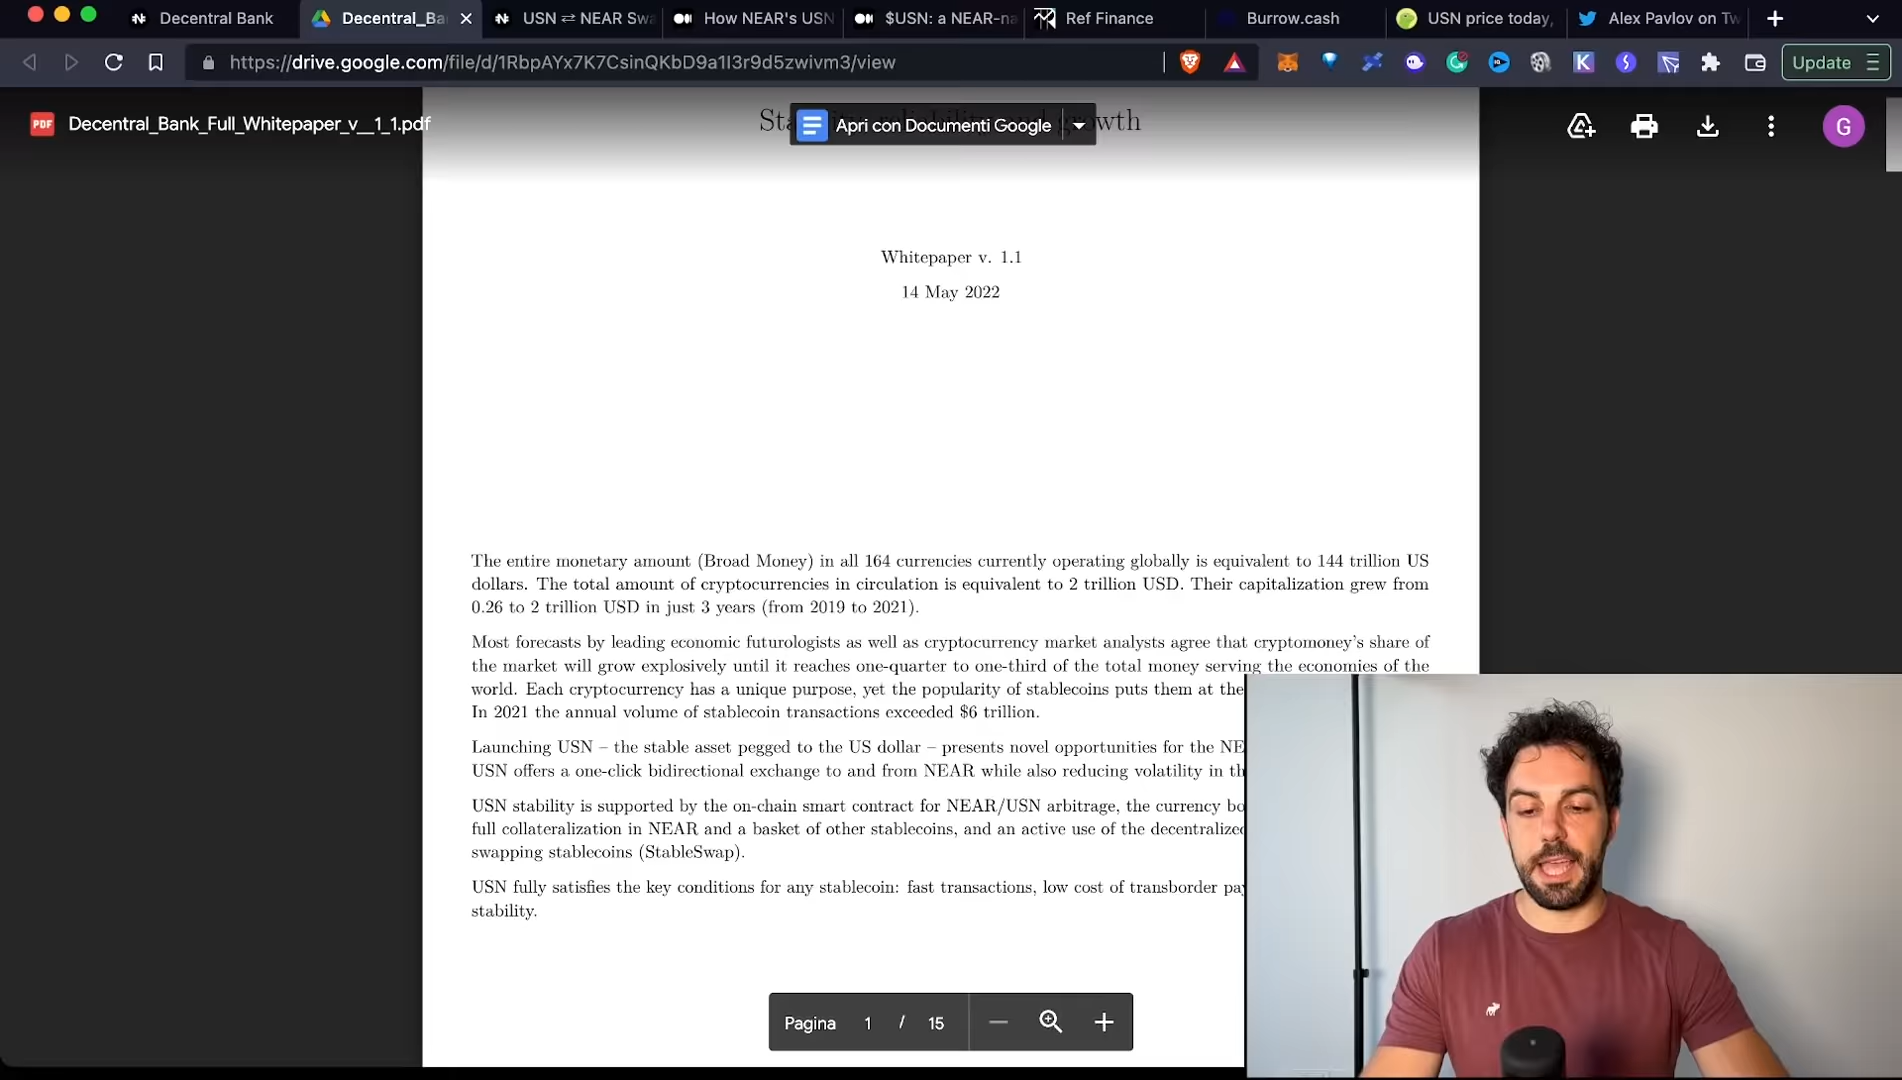 Decentral Bank
Decentral_Ba
USN ⇄ NEAR Swa
How NEAR's USN
$USN: a NEAR-na
Ref Finance
Burrow.cash
USN price today,
Alex Pavlov on Tw
https://drive.google.com/file/d/1RbpAYx7K7CsinQKbD9a1I3r9d5zwivm3/view
Update
PDF
Decentral_Bank_Full_Whitepaper_v__1_1.pdf
Apri con Documenti Google
growth
G
Whitepaper v. 1.1
14 May 2022
The entire monetary amount (Broad Money) in all 164 currencies currently operating globally is equivalent to 144 trillion US
dollars. The total amount of cryptocurrencies in circulation is equivalent to 2 trillion USD. Their capitalization grew from
0.26 to 2 trillion USD in just 3 years (from 2019 to 2021).
Most forecasts by leading economic futurologists as well as cryptocurrency market analysts agree that cryptomoney's share of
the market will grow explosively until it reaches one-quarter to one-third of the total money serving the economies of the
world. Each cryptocurrency has a unique purpose, yet the popularity of stablecoins puts them at the
In 2021 the annual volume of stablecoin transactions exceeded $6 trillion.
Launching USN – the stable asset pegged to the US dollar – presents novel opportunities for the NE
USN offers a one-click bidirectional exchange to and from NEAR while also reducing volatility in th
USN stability is supported by the on-chain smart contract for NEAR/USN arbitrage, the currency bo
full collateralization in NEAR and a basket of other stablecoins, and an active use of the decentralized
swapping stablecoins (StableSwap).
USN fully satisfies the key conditions for any stablecoin: fast transactions, low cost of transborder pay
stability.
Pagina 1 / 15